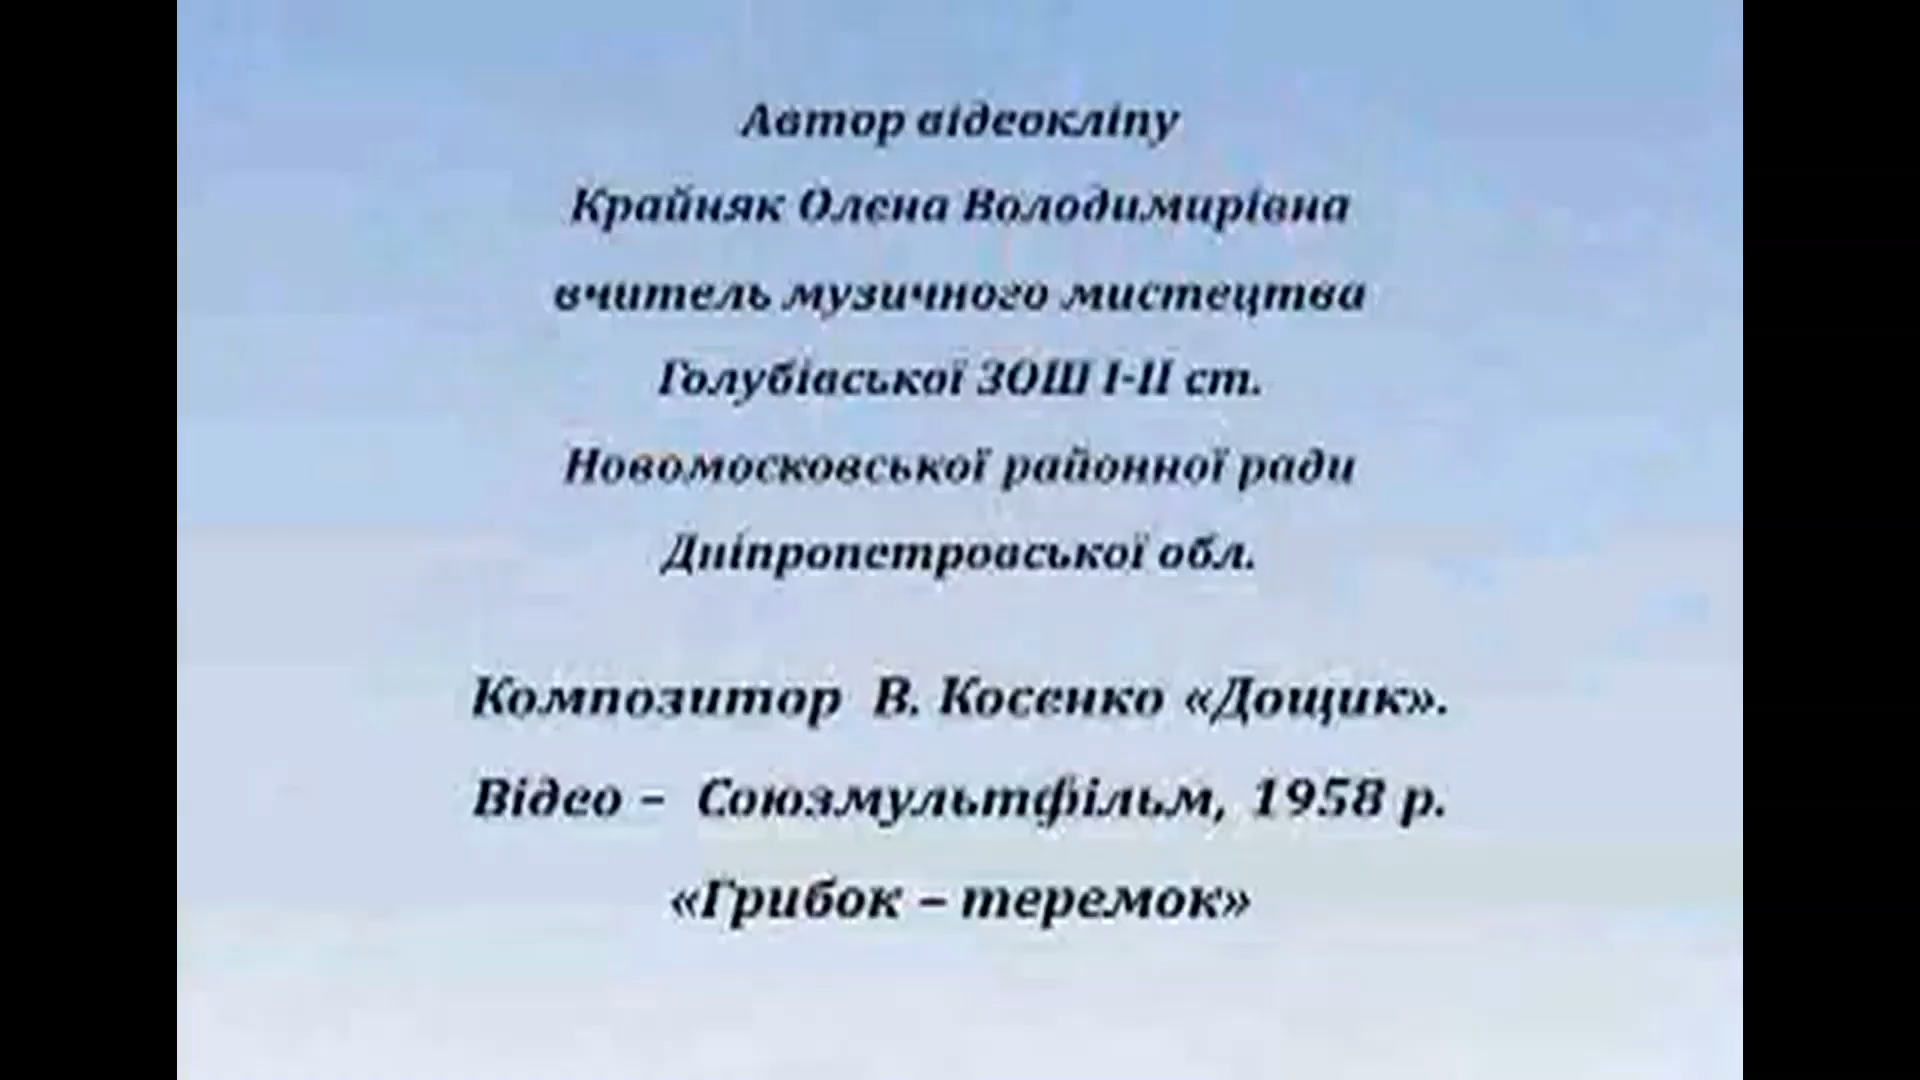 Автор відеокліпу
Крайняк Олена Володимирівна
вчитель музичного мистецтва
Голубівської ЗОШ І-ІІ ст.
Новомосковської районної ради
Дніпропетровської обл.
Композитор В. Косенко «Дощик».
Відео – Союзмультфільм, 1958 р.
«Грибок – теремок»